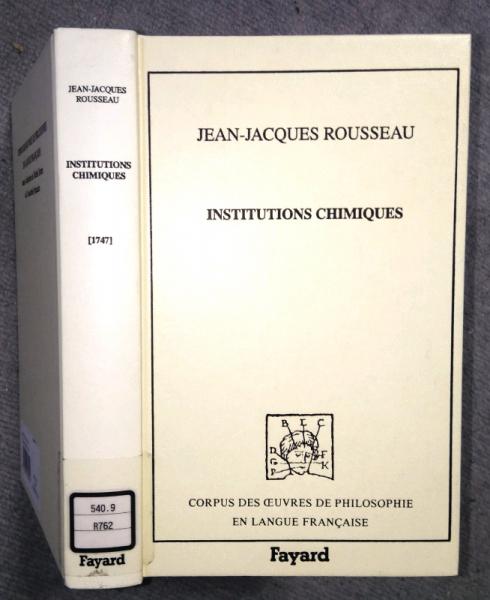 JEAN-JACQUES
ROUSSEAU
INSTITUTIONS
CHIMIQUES
[1747]
540.9
R762
Fayard
JEAN-JACQUES ROUSSEAU
INSTITUTIONS CHIMIQUES
B E C
D F
G K
P
CORPUS DES ŒUVRES DE PHILOSOPHIE
EN LANGUE FRANÇAISE
Fayard